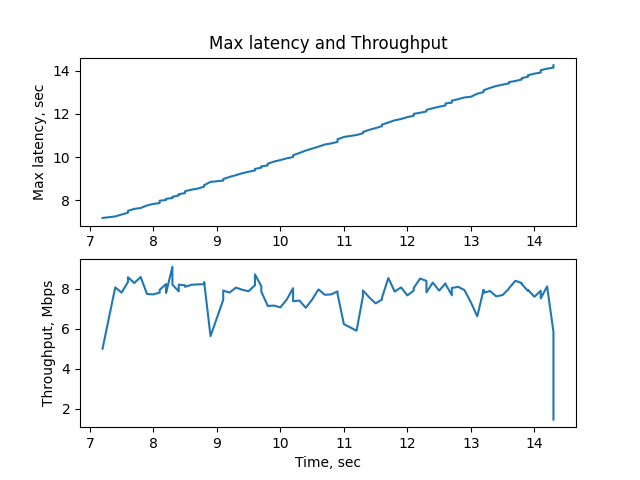 Max latency and Throughput
Max latency, sec
14
12
10
8
7 8 9 10 11 12 13 14
Throughput, Mbps
8
6
4
2
7 8 9 10 11 12 13 14
Time, sec